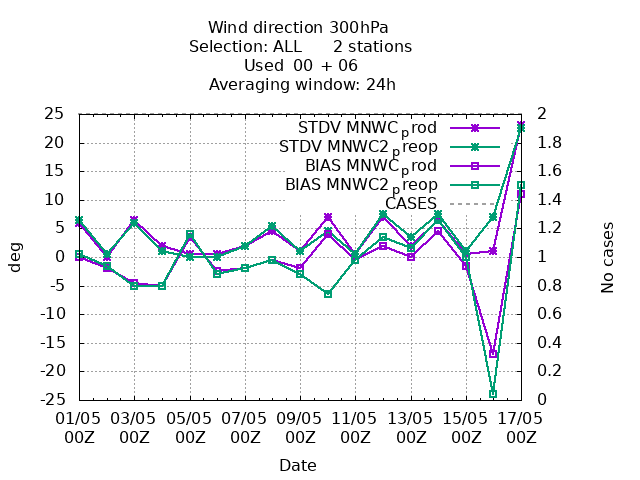 Wind direction 300hPa
Selection: ALL 2 stations
Used 00 + 06
Averaging window: 24h
25
20
15
10
5
0
-5
-10
-15
-20
-25
deg
STDV MNWC_prod
STDV MNWC2_preop
BIAS MNWC_prod
BIAS MNWC2_preop
CASES
2
1.8
1.6
1.4
1.2
1
0.8
0.6
0.4
0.2
0
No cases
01/05 03/05 05/05 07/05 09/05 11/05 13/05 15/05 17/05
00Z 00Z 00Z 00Z 00Z 00Z 00Z 00Z 00Z
Date